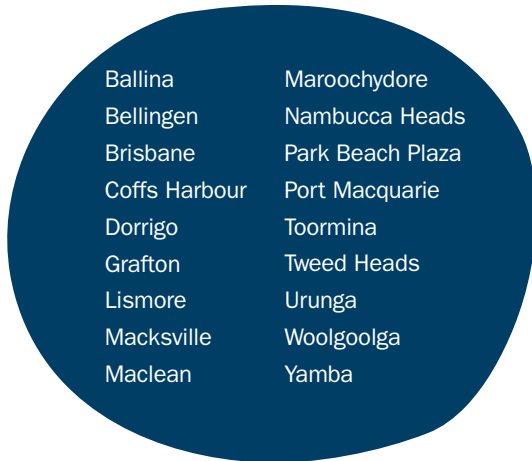 Ballina
Bellingen
Brisbane
Coffs Harbour
Dorrigo
Grafton
Lismore
Macksville
Maclean
Maroochydore
Nambucca Heads
Park Beach Plaza
Port Macquarie
Toormina
Tweed Heads
Urunga
Woolgoolga
Yamba